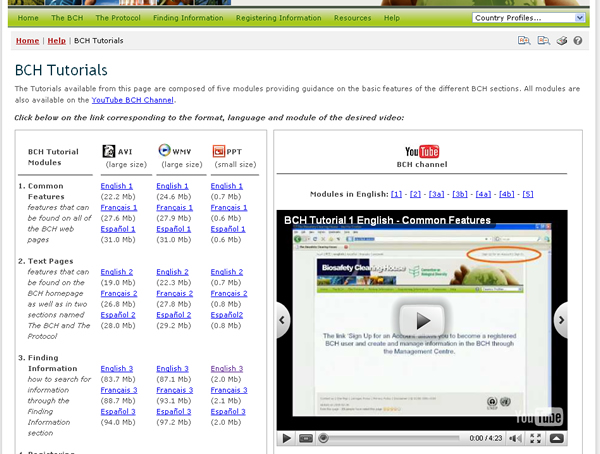 Home The BCH The Protocol Finding Information Registering Information Resources Help Country Profiles...
Home | Help | BCH Tutorials
BCH Tutorials
The Tutorials available from this page are composed of five modules providing guidance on the basic features of the different BCH sections. All modules are
also available on the YouTube BCH Channel.
Click below on the link corresponding to the format, language and module of the desired video:
BCH Tutorial
Modules
AVI
(large size)
WMV
(large size)
PPT
(small size)
1. Common
Features
features that
can be found on all of
the BCH web
pages
English 1 English 1 English 1
(22.2 Mb) (24.6 Mb) (0.7 Mb)
Français 1 Français 1 Français 1
(27.6 Mb) (27.9 Mb) (0.6 Mb)
Español 1 Español 1 Español 1
(31.0 Mb) (31.0 Mb) (0.6 Mb)
2. Text Pages
features that can
be found on the
BCH homepage
as well as in two
sections named
The BCH and The
Protocol
English 2 English 2 English 2
(19.0 Mb) (22.3 Mb) (0.7 Mb)
Français 2 Français 2 Français 2
(26.8 Mb) (27.8 Mb) (0.8 Mb)
Español 2 Español 2 Español2
(28.0 Mb) (29.2 Mb) (0.8 Mb)
3. Finding
Information
how to search for
information
through the
Finding
Information
section
English 3 English 3 English 3
(83.7 Mb) (87.1 Mb) (2.0 Mb)
Français 3 Français 3 Français 3
(88.7 Mb) (93.1 Mb) (2.1 Mb)
Español 3 Español 3 Español 3
(94.0 Mb) (97.2 Mb) (2.0 Mb)
4. Registering
YouTube
BCH channel
Modules in English: [1] - [2] - [3a] - [3b] - [4a] - [4b] - [5]
BCH Tutorial 1 English - Common Features
Biosafety Clearing-House
The link 'Sign Up for an Account' allows you to become a registered
BCH user and create and manage information in the BCH through
the Management Centre.
YouTube
0:00 / 4:23